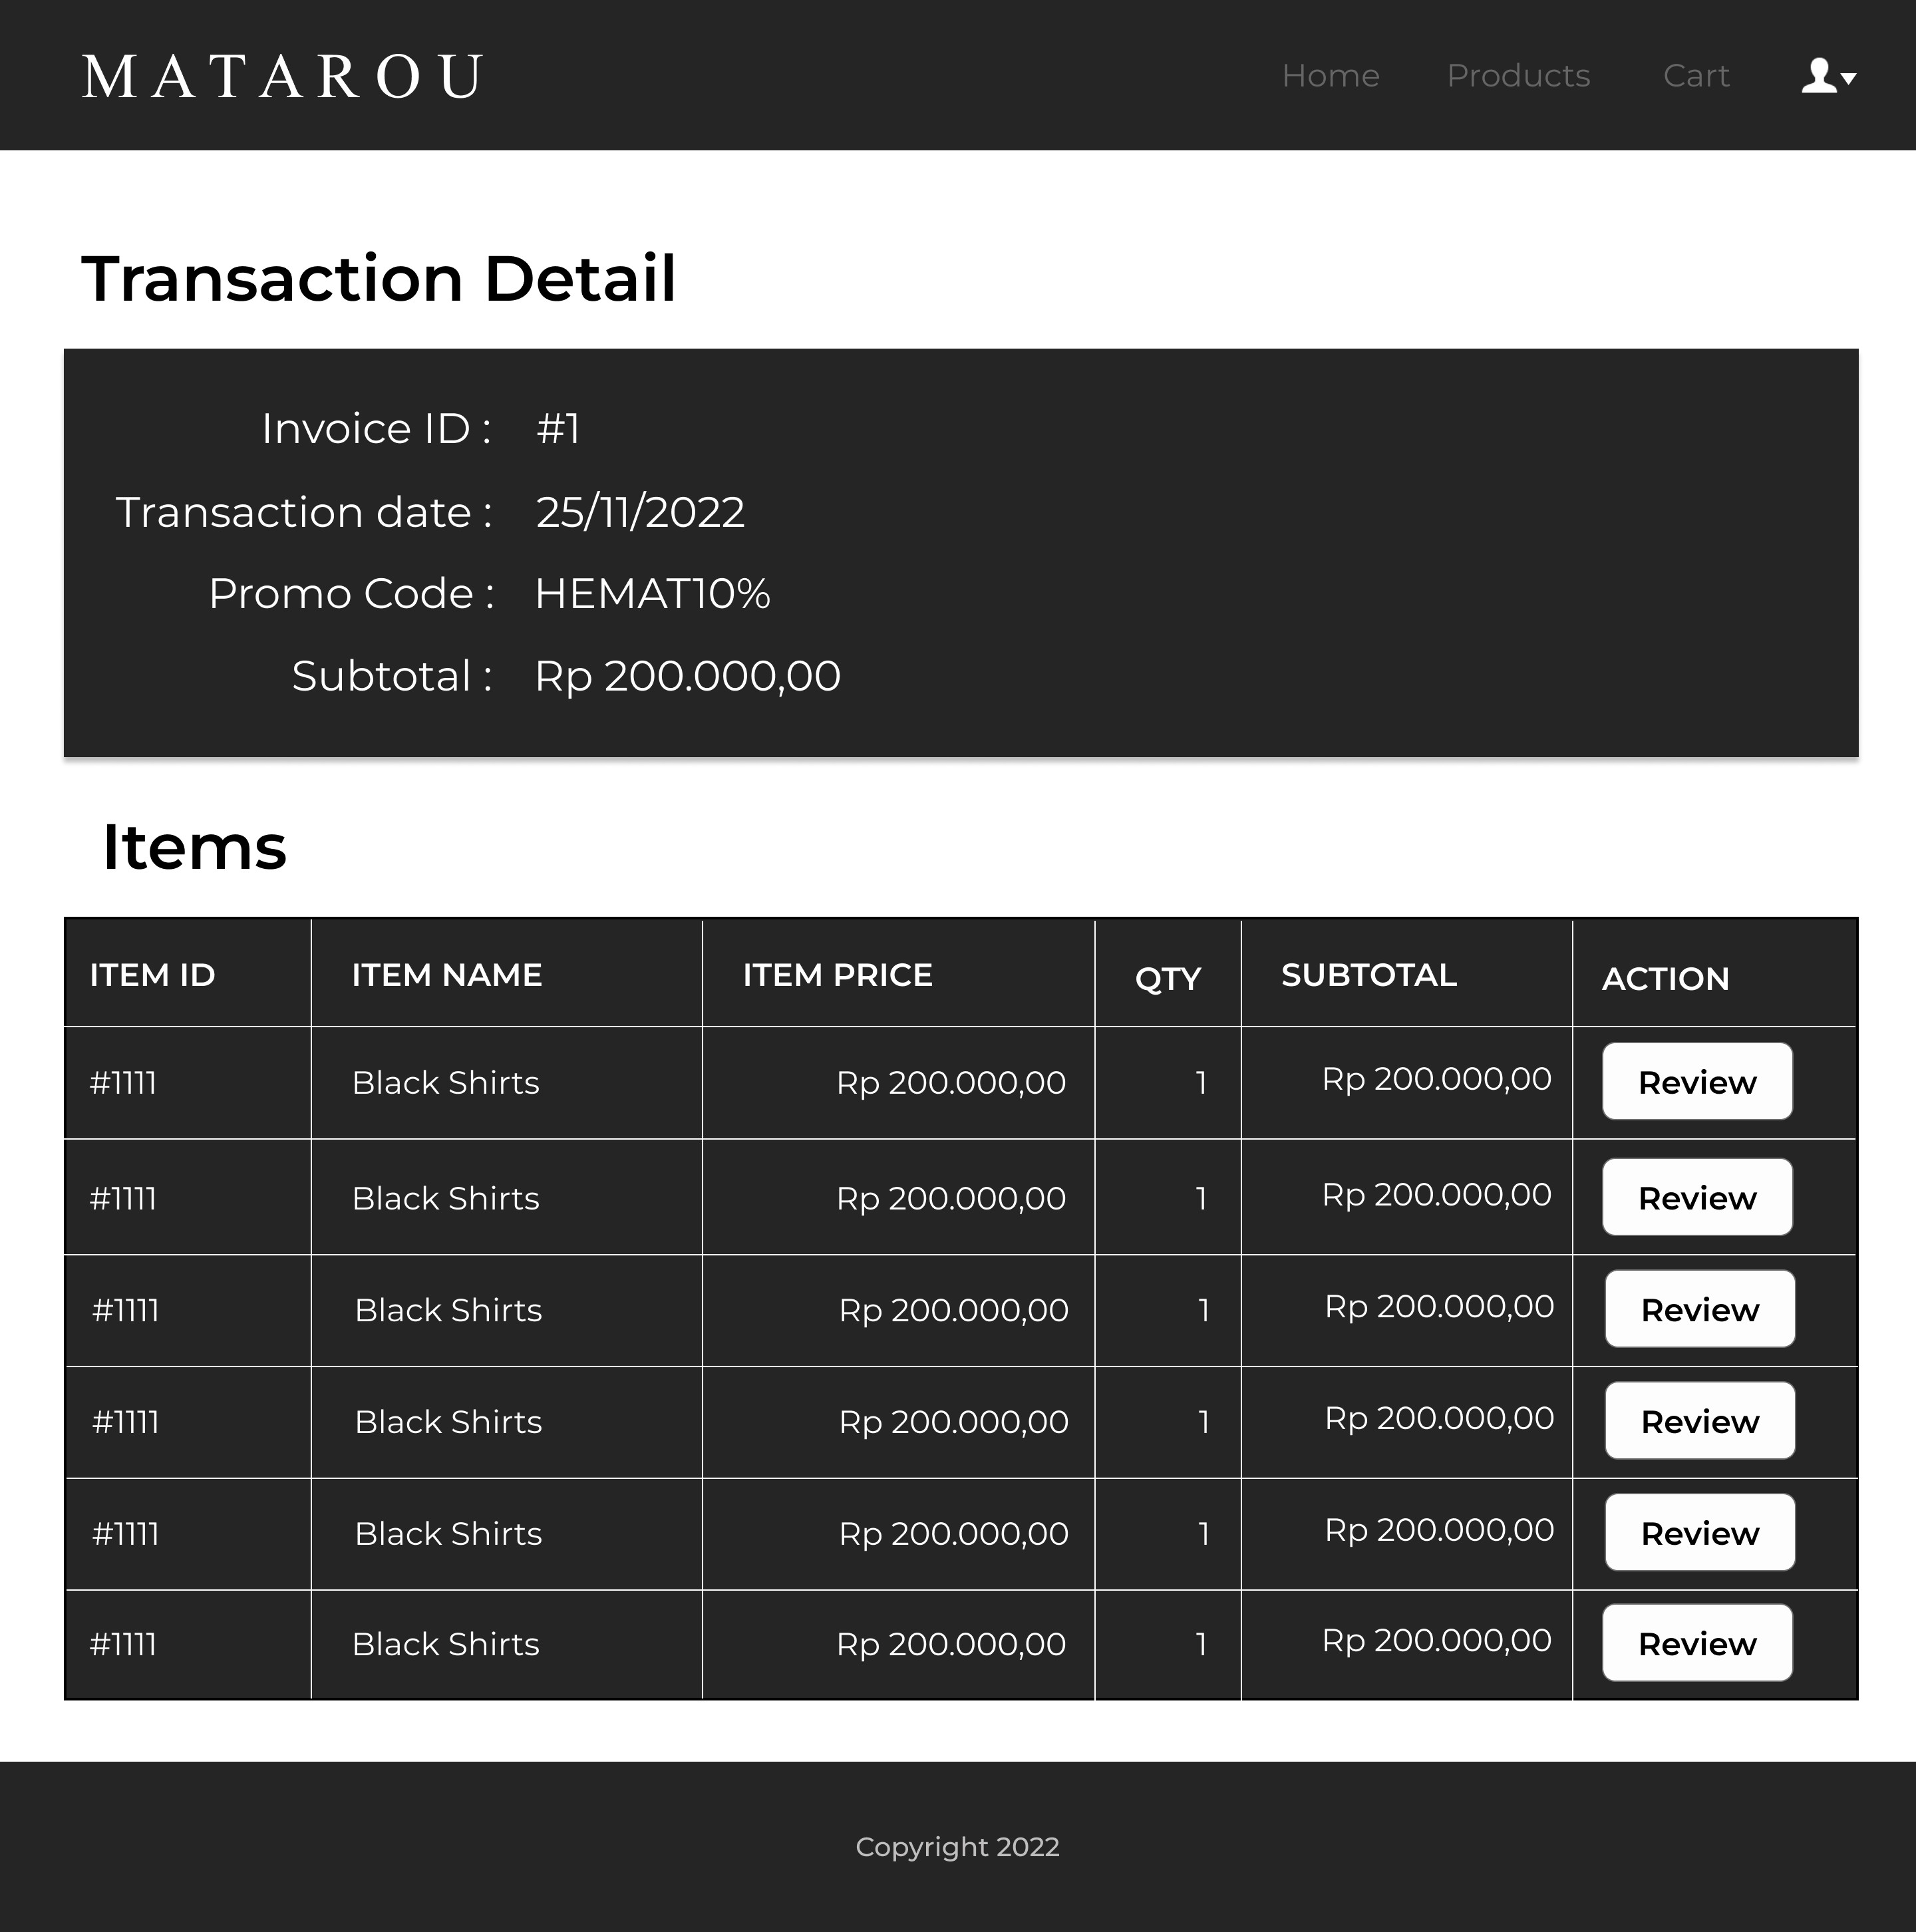 MATAROU Home Products Cart
Transaction Detail
Invoice ID : #1
Transaction date : 25/11/2022
Promo Code : HEMAT10%
Subtotal : Rp 200.000,00
Items
ITEM ID ITEM NAME ITEM PRICE QTY SUBTOTAL ACTION
#1111 Black Shirts Rp 200.000,00 1 Rp 200.000,00 Review
#1111 Black Shirts Rp 200.000,00 1 Rp 200.000,00 Review
#1111 Black Shirts Rp 200.000,00 1 Rp 200.000,00 Review
#1111 Black Shirts Rp 200.000,00 1 Rp 200.000,00 Review
#1111 Black Shirts Rp 200.000,00 1 Rp 200.000,00 Review
#1111 Black Shirts Rp 200.000,00 1 Rp 200.000,00 Review
Copyright 2022